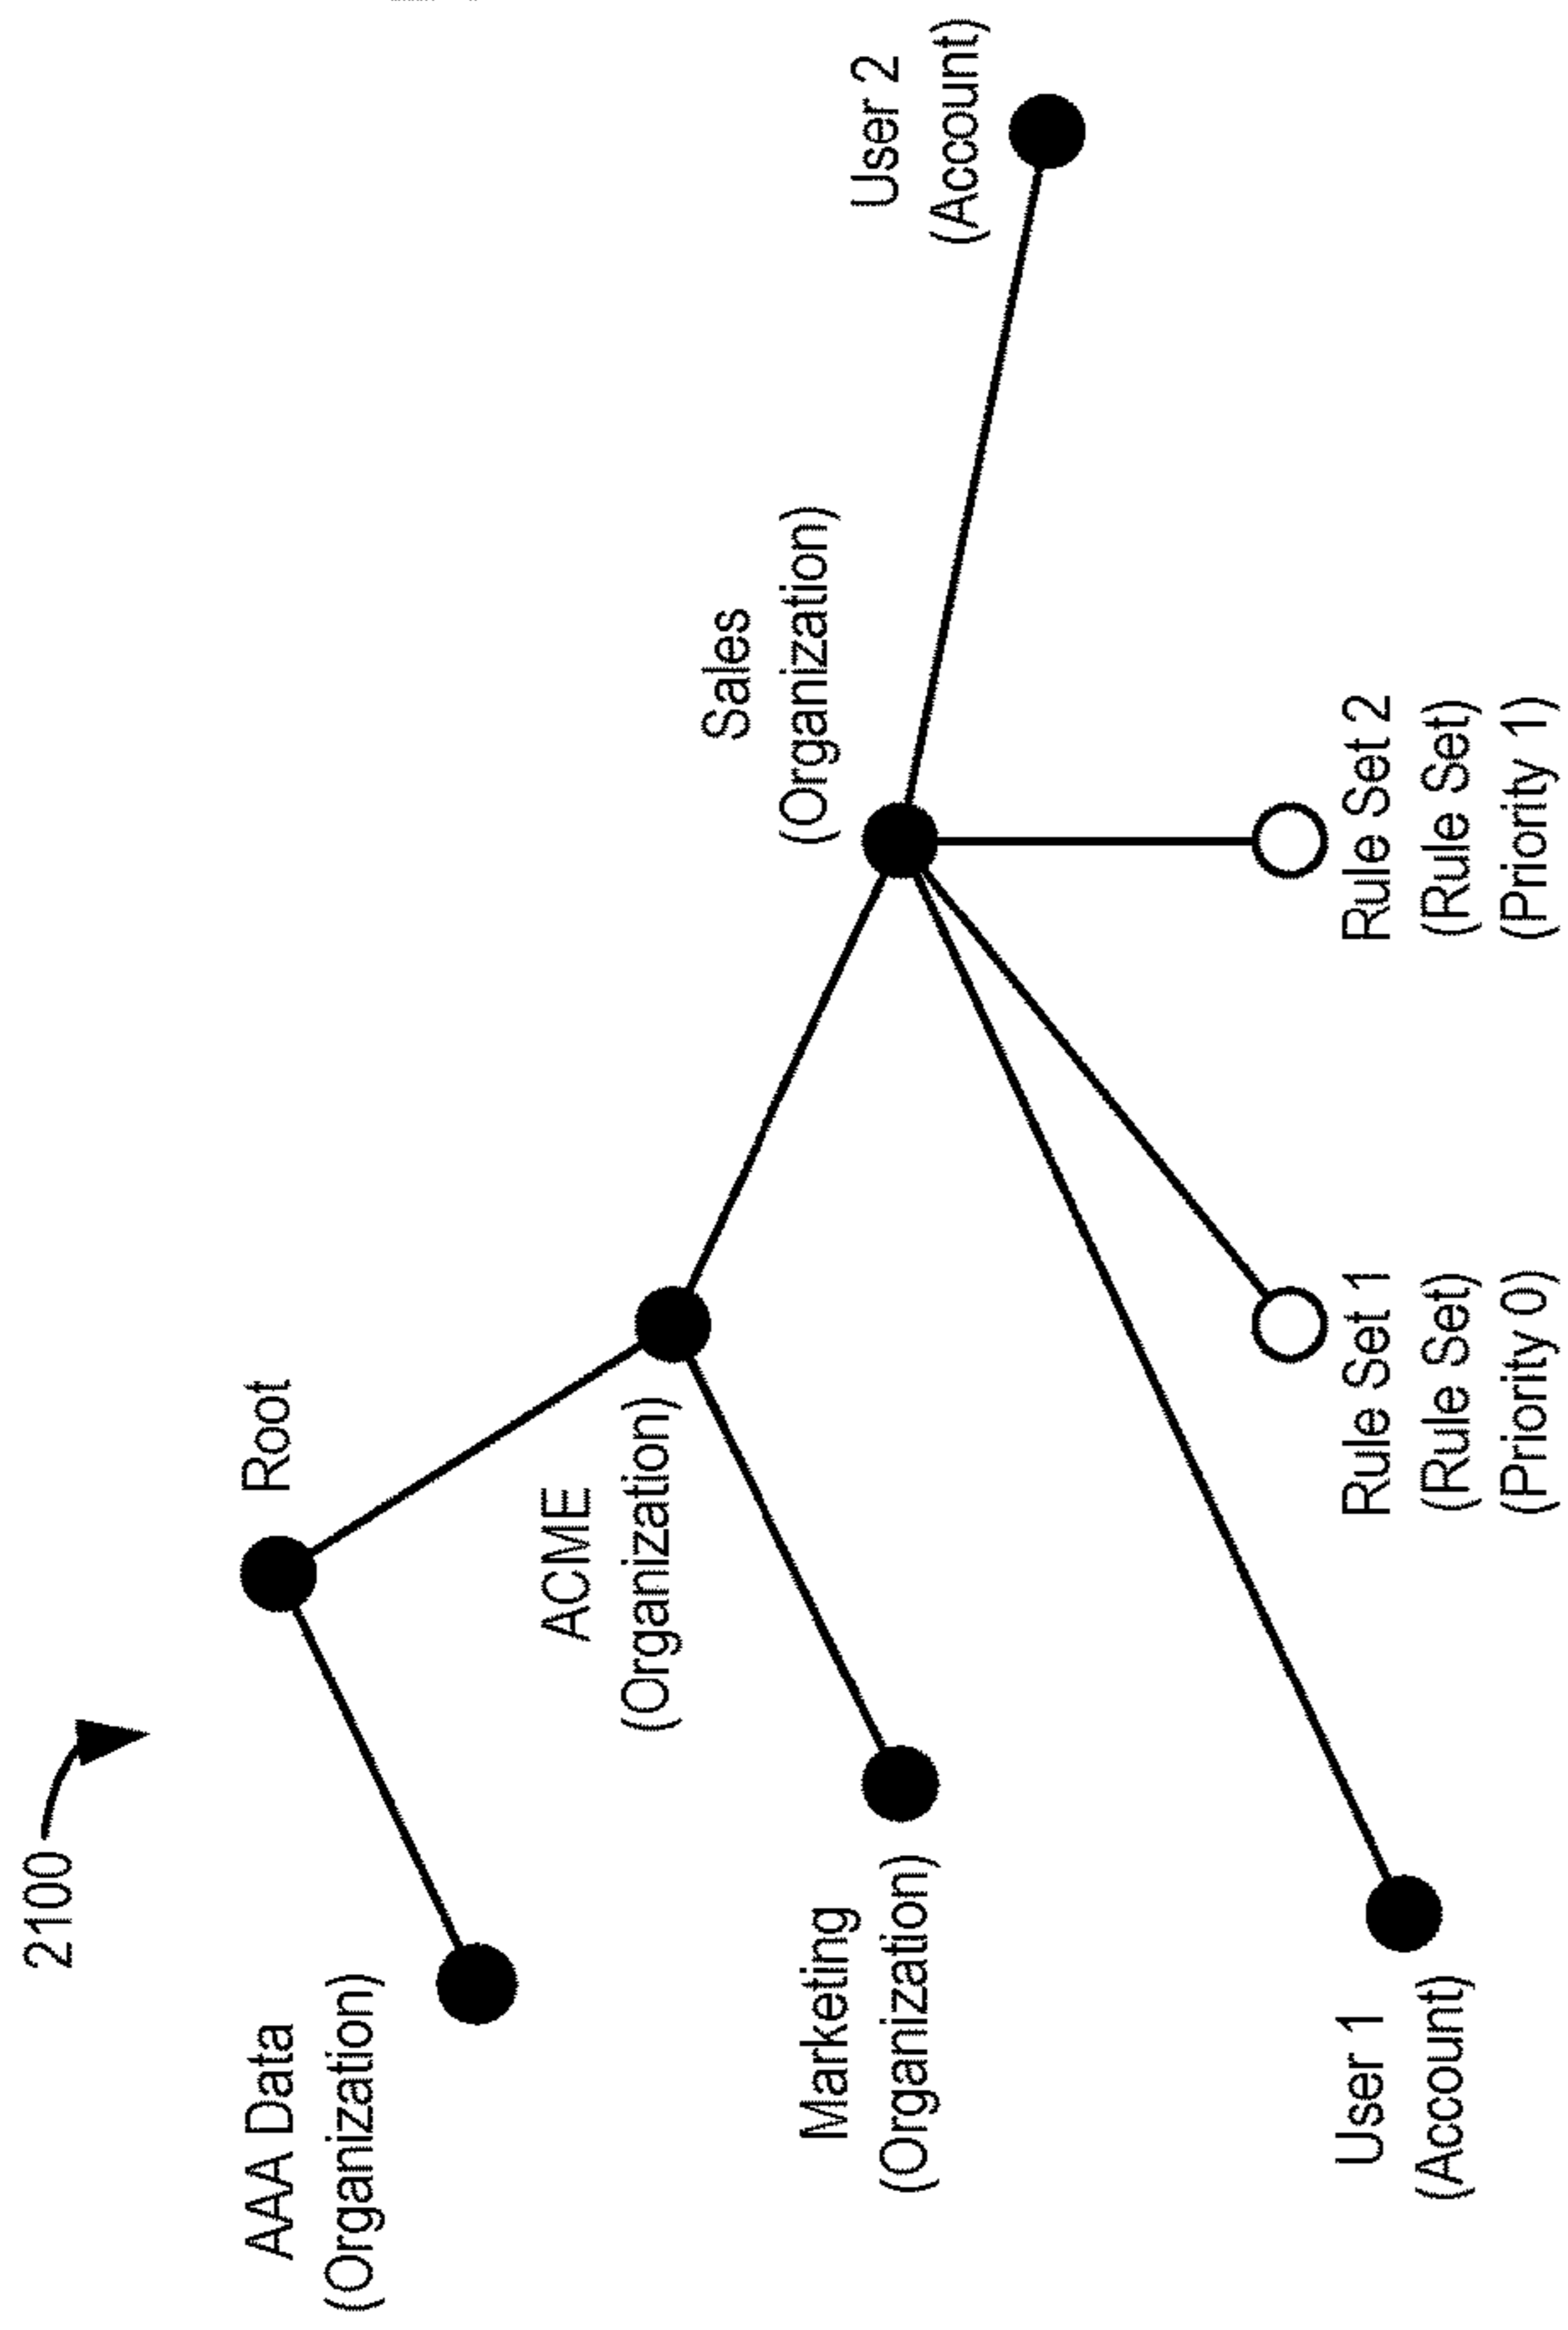 2100
Root
AAA Data
(Organization)
ACME
(Organization)
Sales
(Organization)
Marketing
(Organization)
User 2
(Account)
User 1
(Account)
Rule Set 1
(Rule Set)
(Priority 0)
Rule Set 2
(Rule Set)
(Priority 1)